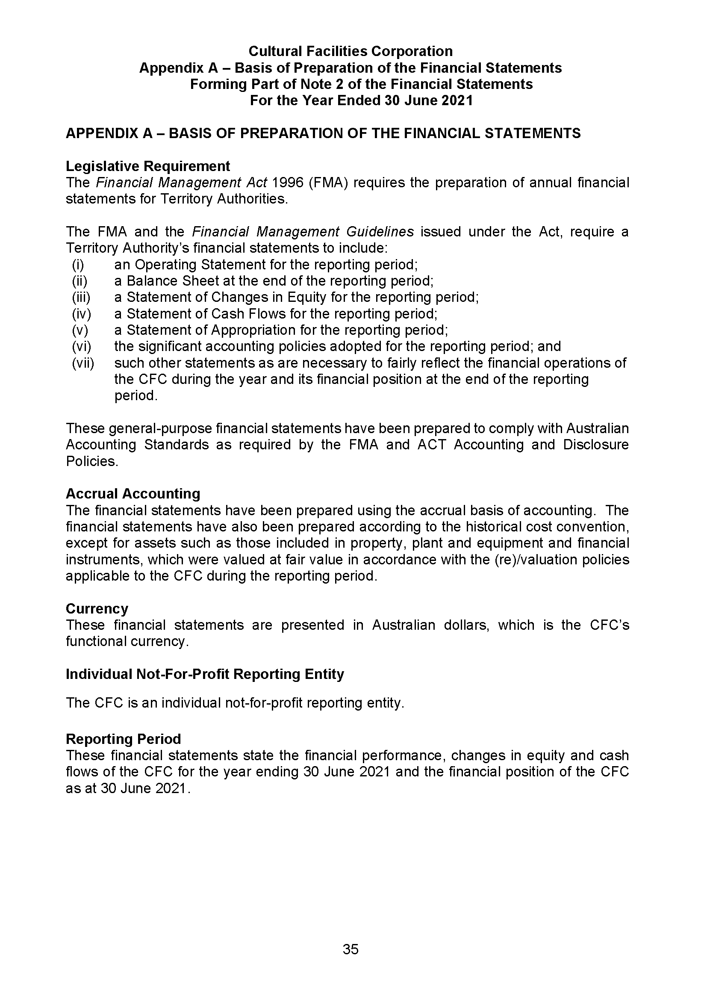 Cultural Facilities Corporation
Appendix A – Basis of Preparation of the Financial Statements
Forming Part of Note 2 of the Financial Statements
For the Year Ended 30 June 2021
APPENDIX A – BASIS OF PREPARATION OF THE FINANCIAL STATEMENTS
Legislative Requirement
The Financial Management Act 1996 (FMA) requires the preparation of annual financial
statements for Territory Authorities.
The FMA and the Financial Management Guidelines issued under the Act, require a
Territory Authority’s financial statements to include:
(i) an Operating Statement for the reporting period;
(ii) a Balance Sheet at the end of the reporting period;
(iii) a Statement of Changes in Equity for the reporting period;
(iv) a Statement of Cash Flows for the reporting period;
(v) a Statement of Appropriation for the reporting period;
(vi) the significant accounting policies adopted for the reporting period; and
(vii) such other statements as are necessary to fairly reflect the financial operations of
the CFC during the year and its financial position at the end of the reporting
period.
These general-purpose financial statements have been prepared to comply with Australian
Accounting Standards as required by the FMA and ACT Accounting and Disclosure
Policies.
Accrual Accounting
The financial statements have been prepared using the accrual basis of accounting. The
financial statements have also been prepared according to the historical cost convention,
except for assets such as those included in property, plant and equipment and financial
instruments, which were valued at fair value in accordance with the (re)/valuation policies
applicable to the CFC during the reporting period.
Currency
These financial statements are presented in Australian dollars, which is the CFC’s
functional currency.
Individual Not-For-Profit Reporting Entity
The CFC is an individual not-for-profit reporting entity.
Reporting Period
These financial statements state the financial performance, changes in equity and cash
flows of the CFC for the year ending 30 June 2021 and the financial position of the CFC
as at 30 June 2021.
35